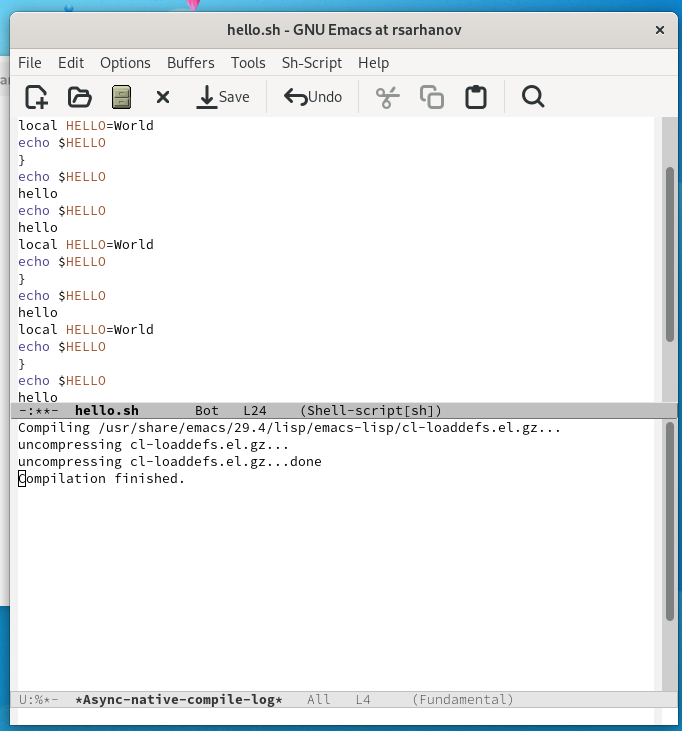 hello.sh - GNU Emacs at rsarhanov
File Edit Options Buffers Tools Sh-Script Help
Save Undo
local HELLO=World
echo $HELLO
}
echo $HELLO
hello
echo $HELLO
hello
local HELLO=World
echo $HELLO
}
echo $HELLO
hello
local HELLO=World
echo $HELLO
}
echo $HELLO
hello
-:**- hello.sh Bot L24 (Shell-script[sh])
Compiling /usr/share/emacs/29.4/lisp/emacs-lisp/cl-loaddefs.el.gz...
uncompressing cl-loaddefs.el.gz...
uncompressing cl-loaddefs.el.gz...done
Compilation finished.
U:%*- *Async-native-compile-log* All L4 (Fundamental)